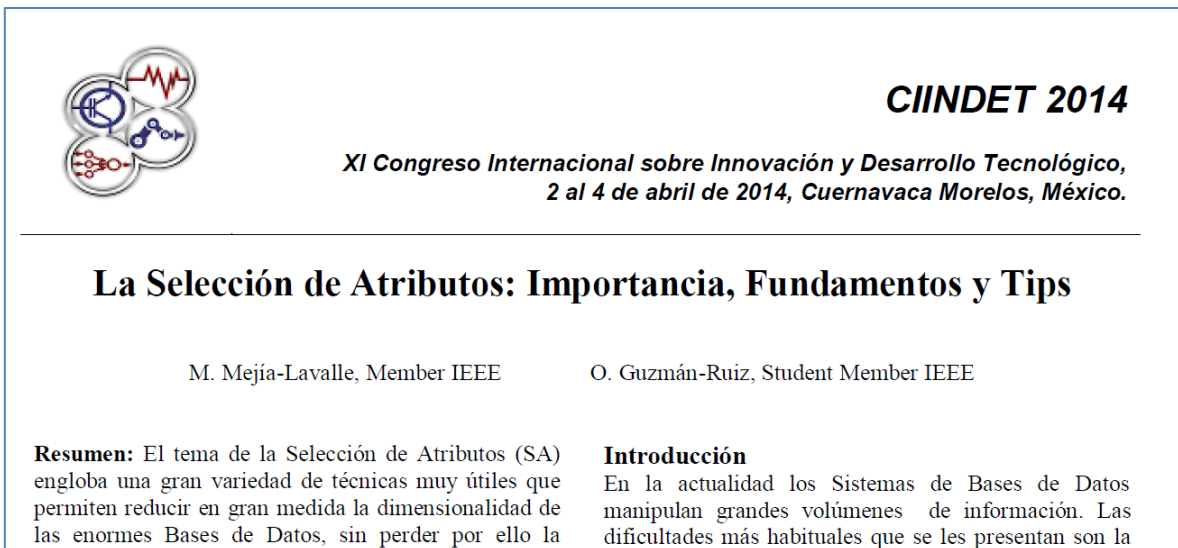 CIINDET 2014
XI Congreso Internacional sobre Innovación y Desarrollo Tecnológico,
2 al 4 de abril de 2014, Cuernavaca Morelos, México.
La Selección de Atributos: Importancia, Fundamentos y Tips
M. Mejía-Lavalle, Member IEEE
O. Guzmán-Ruiz, Student Member IEEE
Resumen: El tema de la Selección de Atributos (SA)
engloba una gran variedad de técnicas muy útiles que
permiten reducir en gran medida la dimensionalidad de
las enormes Bases de Datos, sin perder por ello la
Introducción
En la actualidad los Sistemas de Bases de Datos
manipulan grandes volúmenes de información. Las
dificultades más habituales que se les presentan son la